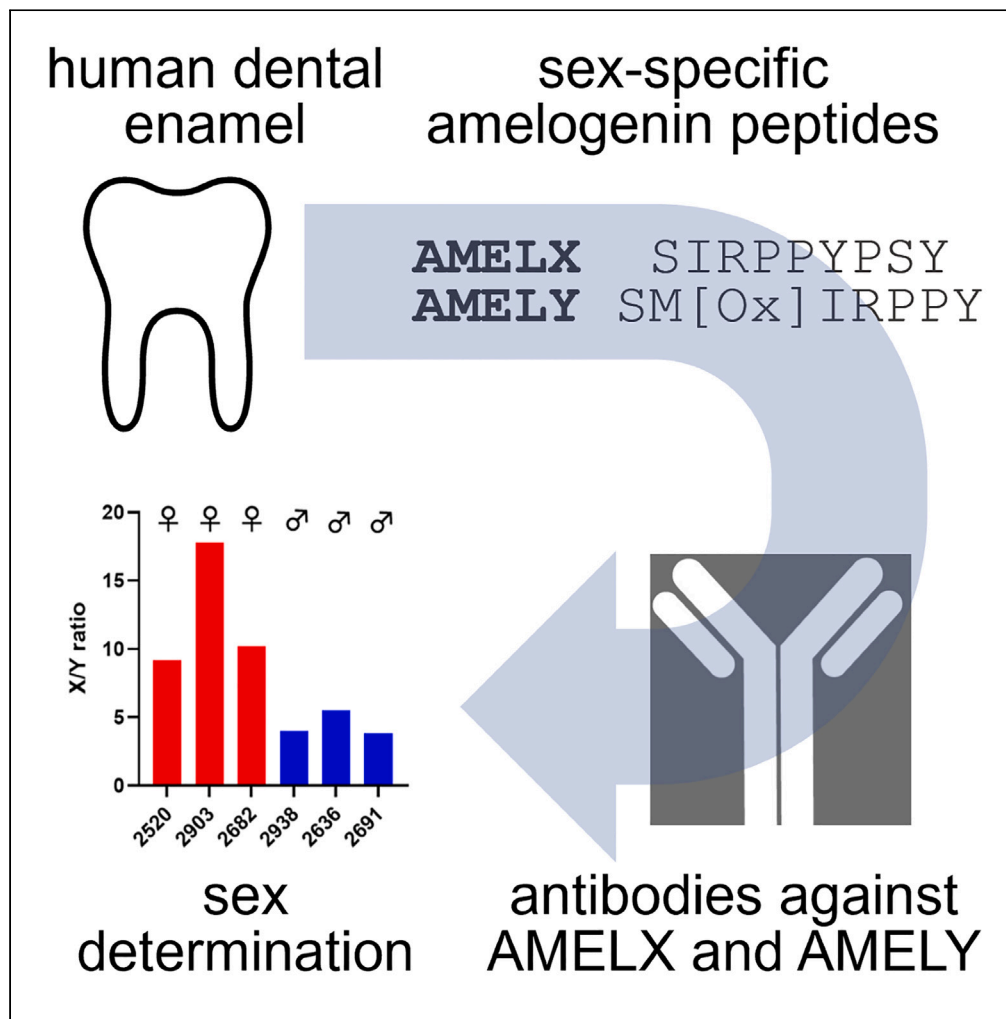 human dental
enamel
sex-specific
amelogenin peptides
AMELX SIRPPYPSY
AMELY SM[Ox]IRPPY
20
15
10
5
0
X/Y ratio
♀ ♀ ♀ ♂ ♂ ♂
2520 2903 2682 2938 2636 2691
sex
determination
antibodies against
AMELX and AMELY